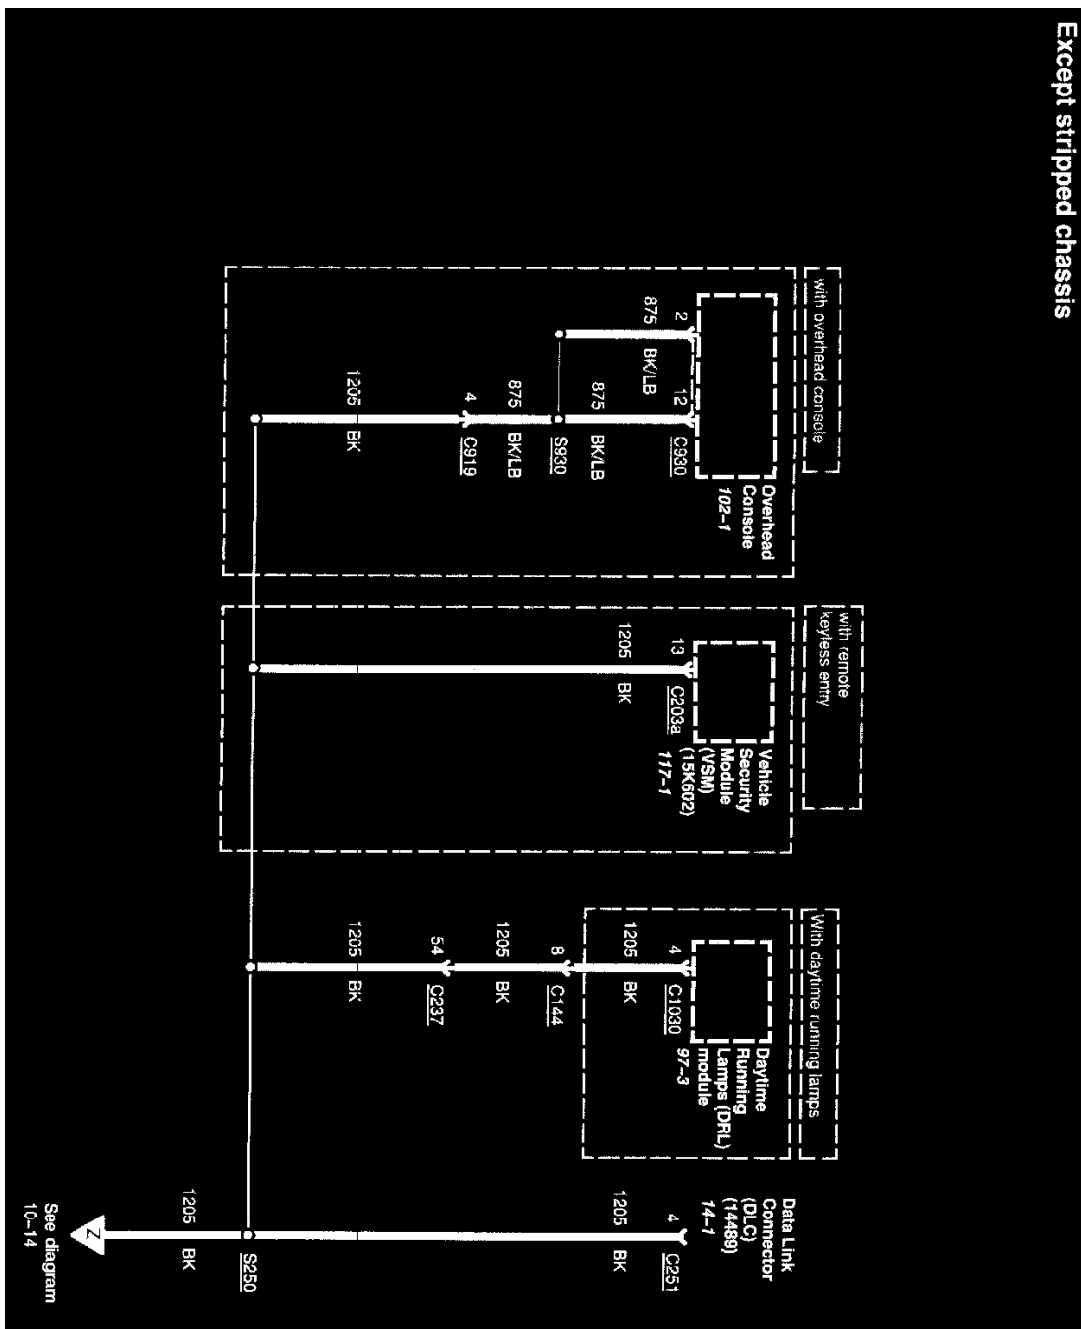 Except stripped chassis
with overhead console
Overhead
Console
102-1
2
875
BK/LB
12
C930
875
BK/LB
S930
875
BK/LB
4
C919
1205
BK
with remote
keyless entry
Vehicle
Security
Module
(VSM)
(15K602)
117-1
13
C203a
1205
BK
With daytime running lamps
Daytime
Running
Lamps (DRL)
module
97-3
4
C1030
1205
BK
8
C144
1205
BK
54
C237
1205
BK
Data Link
Connector
(DLC)
(14489)
14-1
4
C251
1205
BK
S250
1205
BK
Z
See diagram
10-14